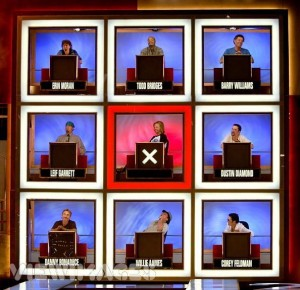 ERIN MORAN
TODD BRIDGES
BARRY WILLIAMS
LEIF GARRETT
X
DUSTIN DIAMOND
DANNY BONADUCE
WILLIE AAMES
COREY FELDMAN